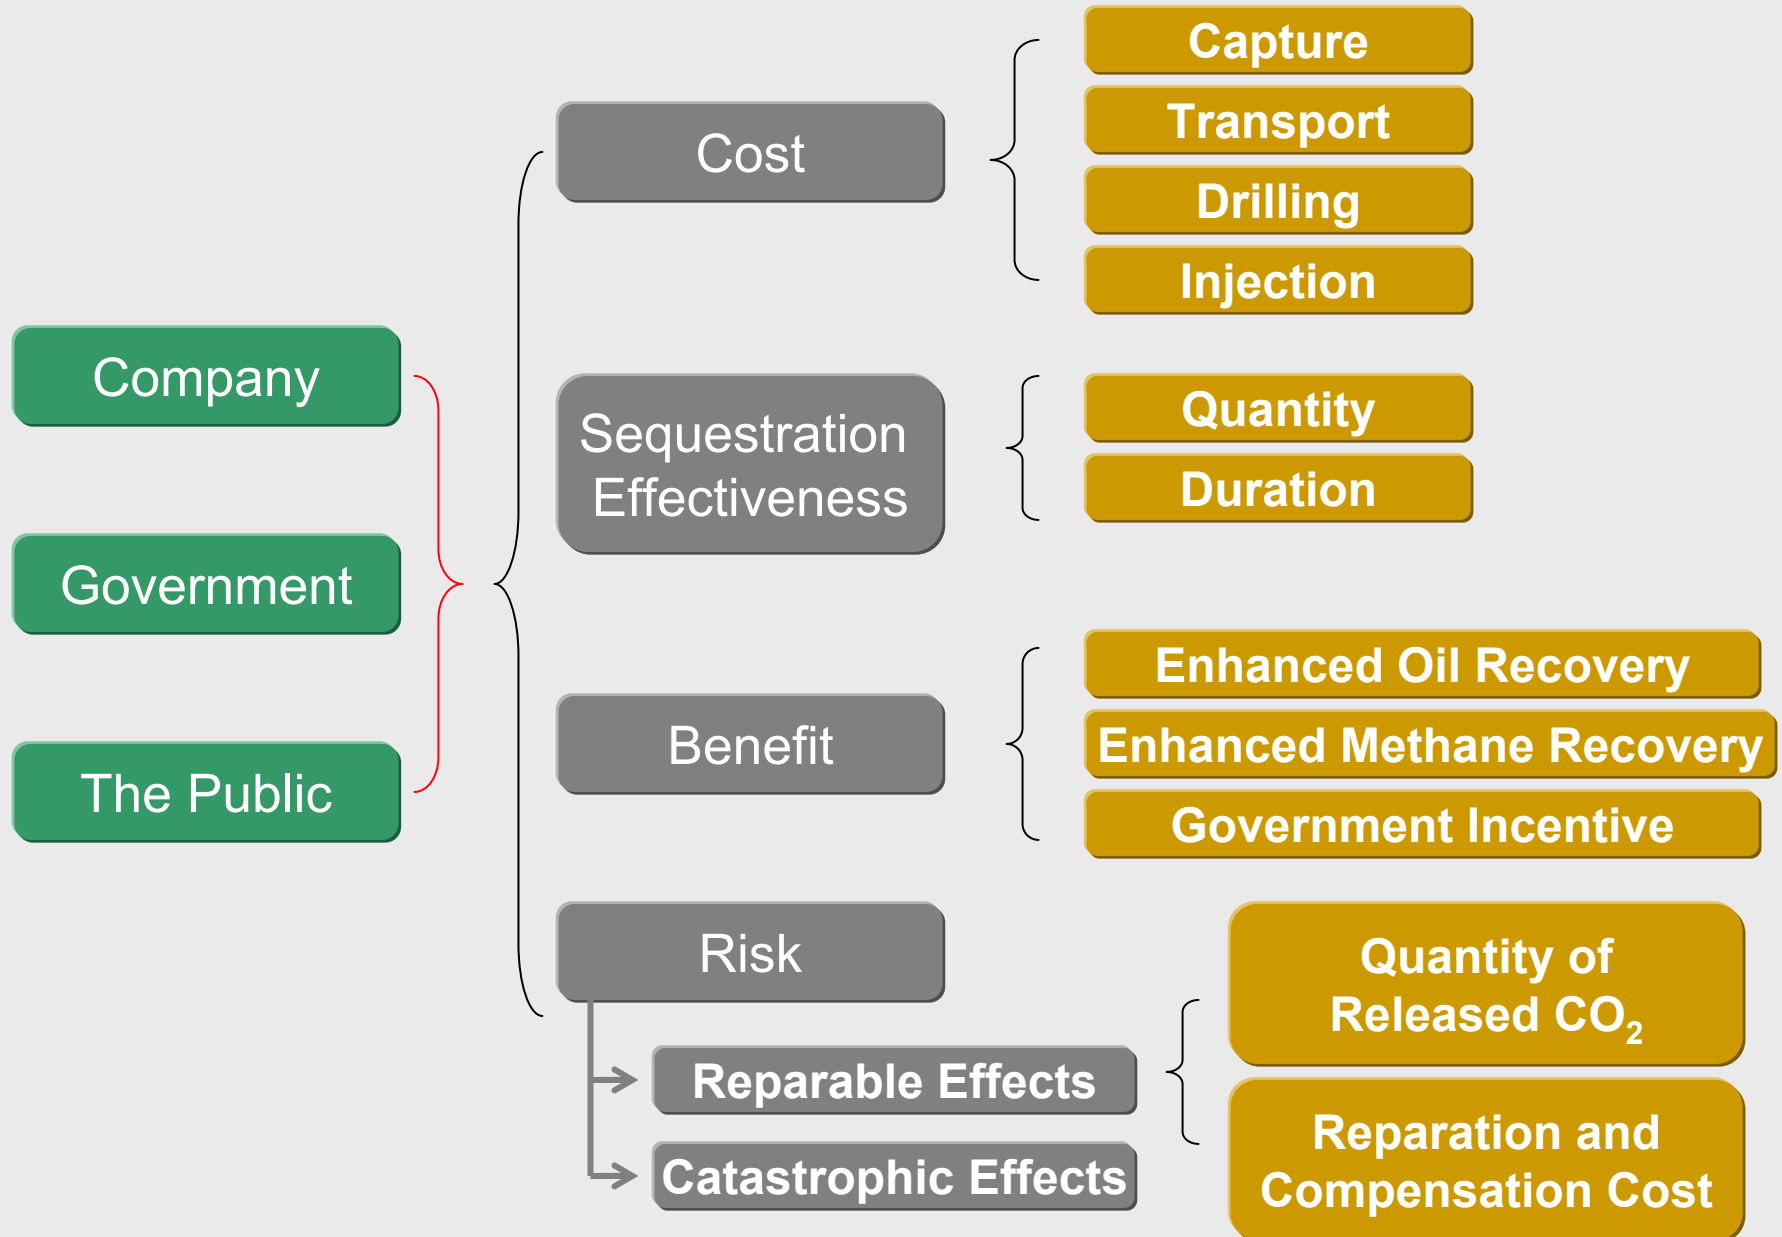 Company
Government
The Public
Cost
Sequestration
Effectiveness
Benefit
Risk
Reparable Effects
Catastrophic Effects
Capture
Transport
Drilling
Injection
Quantity
Duration
Enhanced Oil Recovery
Enhanced Methane Recovery
Government Incentive
Quantity of
Released CO₂
Reparation and
Compensation Cost